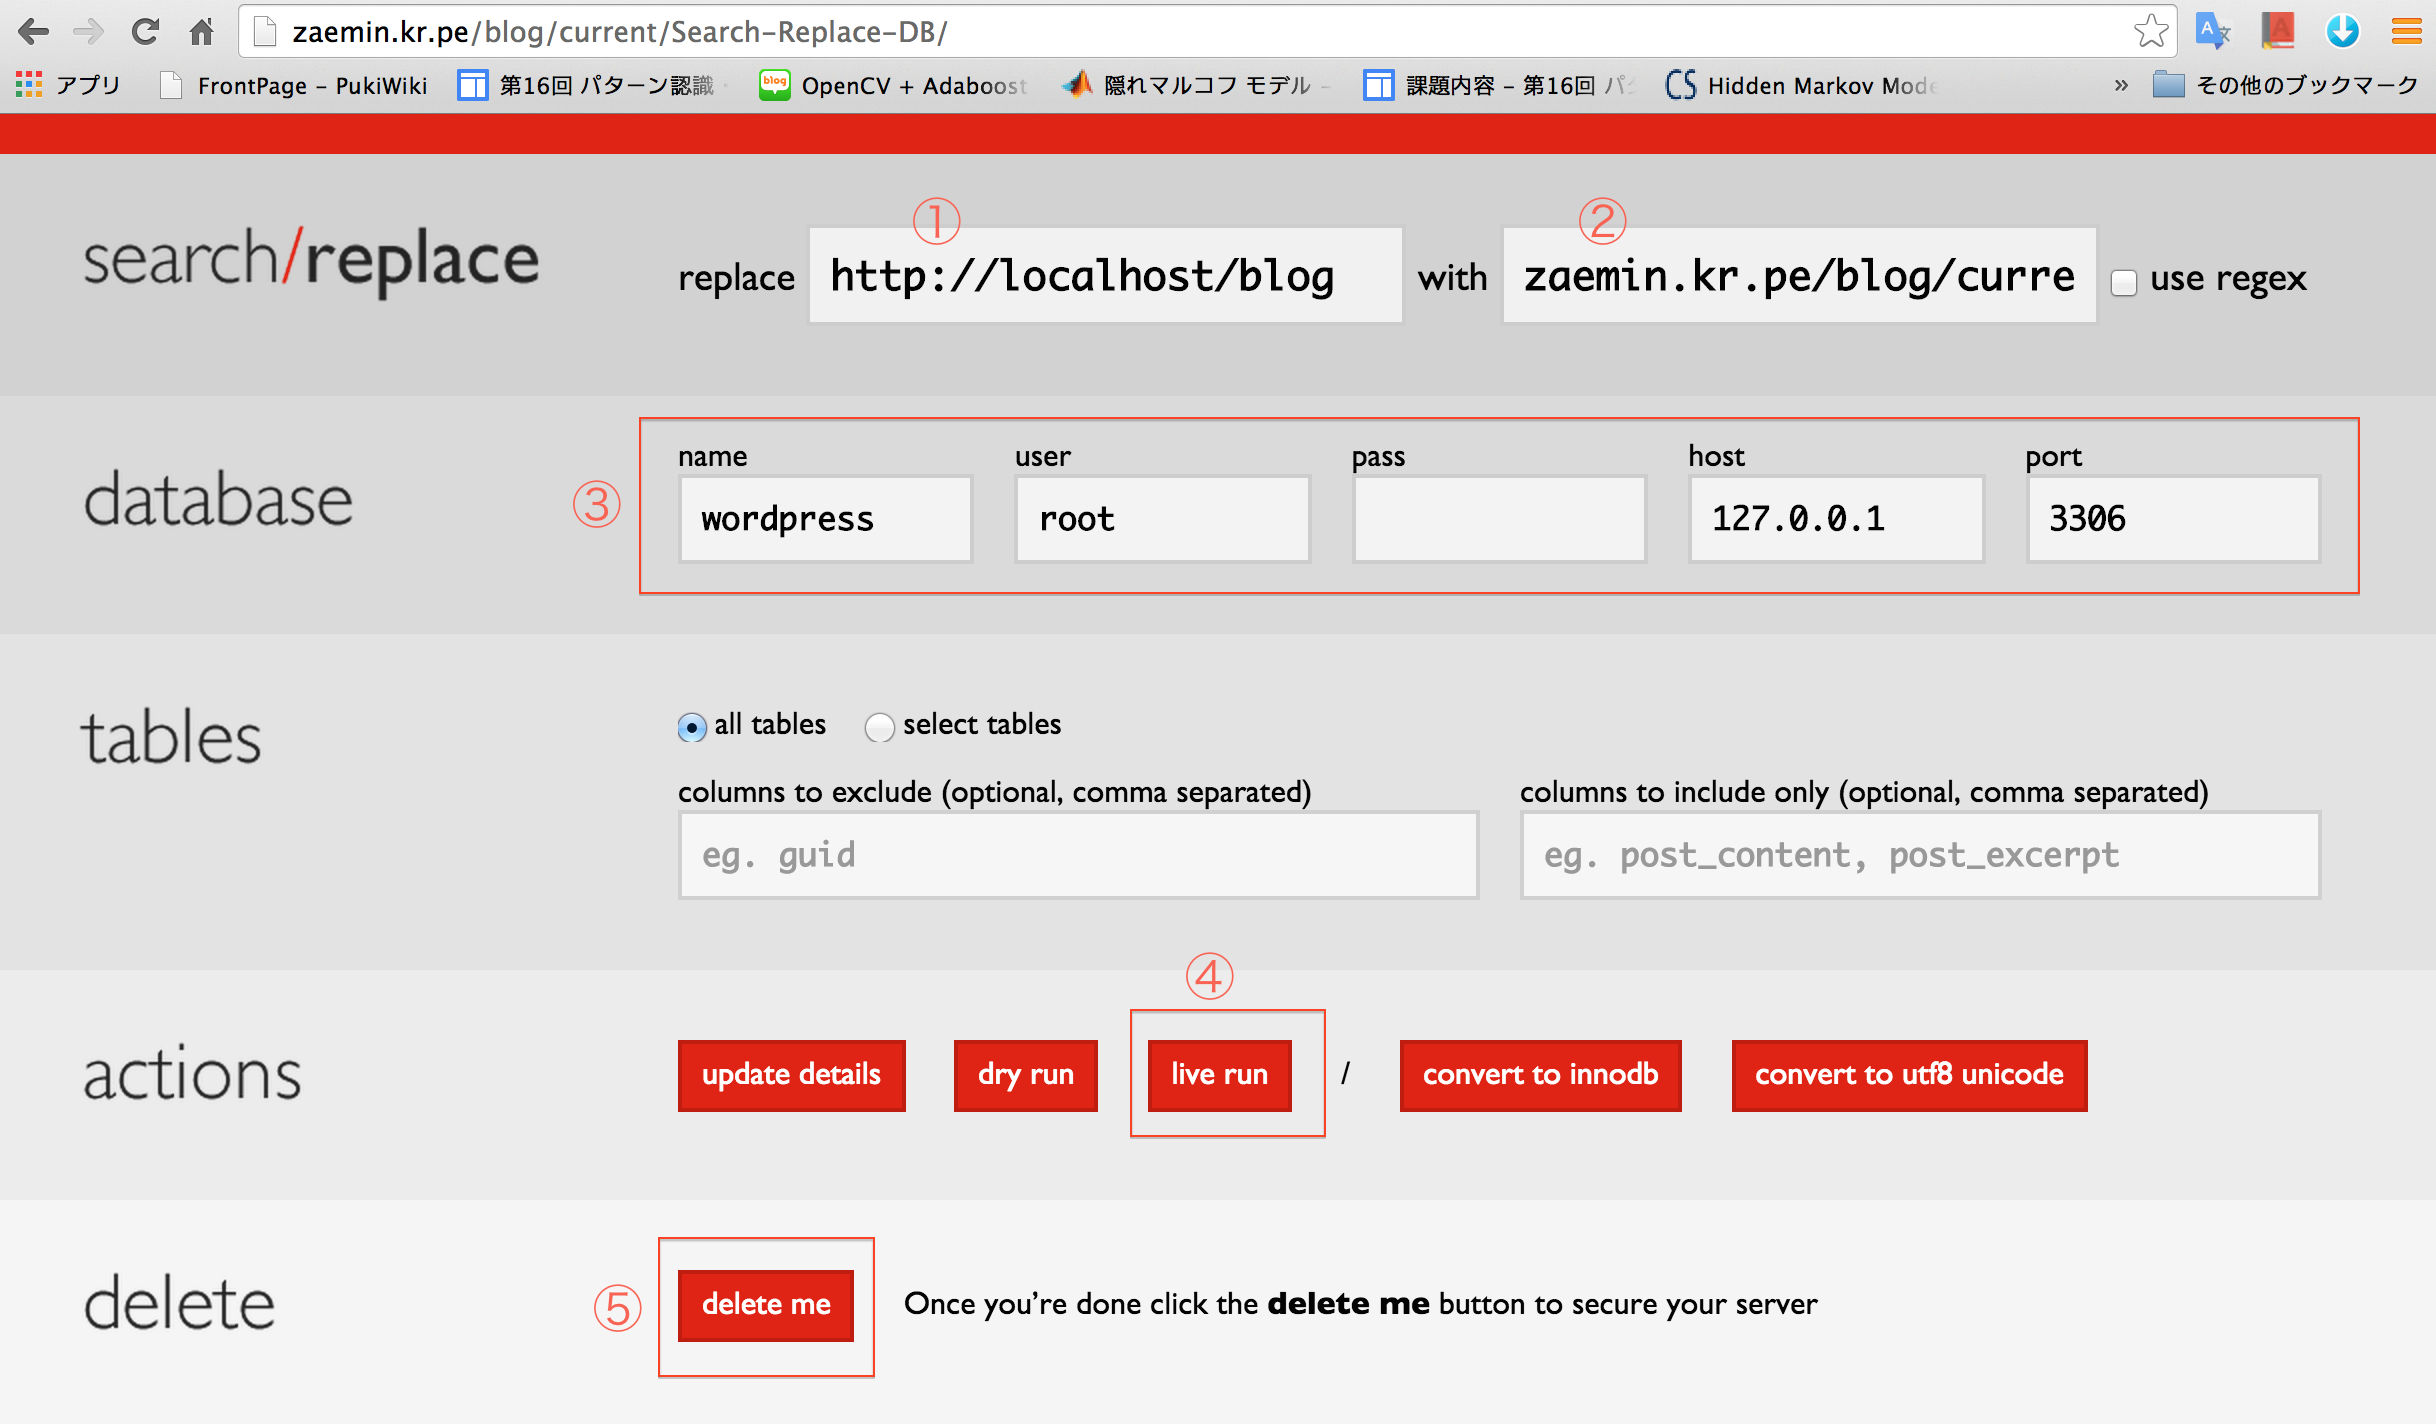 zaemin.kr.pe/blog/current/Search-Replace-DB/
アプリ FrontPage – PukiWiki 第16回 パターン認識 OpenCV + Adaboost 隠れマルコフ モデル – 課題内容 – 第16回 パ Hidden Markov Mode » その他のブックマーク
① ②
search/replace replace http://localhost/blog with zaemin.kr.pe/blog/curre use regex
name user pass host port
database ③ wordpress root 127.0.0.1 3306
tables all tables select tables
columns to exclude (optional, comma separated) columns to include only (optional, comma separated)
eg. guid eg. post_content, post_excerpt
④
actions update details dry run live run / convert to innodb convert to utf8 unicode
delete ⑤ delete me Once you’re done click the delete me button to secure your server